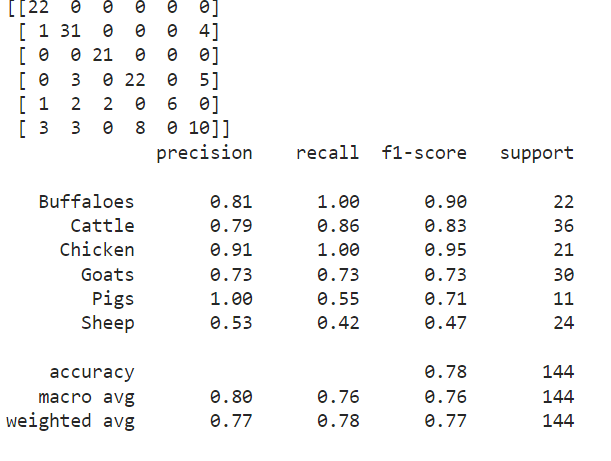 [[22  0  0  0  0  0]
 [ 1 31  0  0  0  4]
 [ 0  0 21  0  0  0]
 [ 0  3  0 22  0  5]
 [ 1  2  2  0  6  0]
 [ 3  3  0  8  0 10]]
              precision    recall  f1-score   support

   Buffaloes       0.81      1.00      0.90        22
      Cattle       0.79      0.86      0.83        36
     Chicken       0.91      1.00      0.95        21
       Goats       0.73      0.73      0.73        30
        Pigs       1.00      0.55      0.71        11
       Sheep       0.53      0.42      0.47        24

    accuracy                           0.78       144
   macro avg       0.80      0.76      0.76       144
weighted avg       0.77      0.78      0.77       144